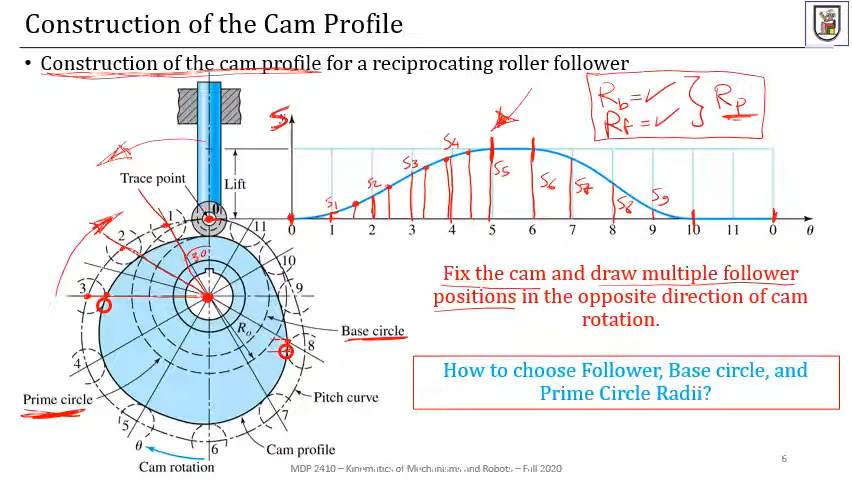 Construction of the Cam Profile
• Construction of the cam profile for a reciprocating roller follower
R_b = ✓
R_f = ✓
R_p
S
Trace point
Lift
S1 S2 S3 S4 S5 S6 S7 S8 S9
0 1 2 3 4 5 6 7 8 9 10 11 0 θ
0
1
2
3
4
5
6
7
8
9
10
11
30°
R_o
Base circle
Prime circle
Pitch curve
Cam profile
θ
Cam rotation
Fix the cam and draw multiple follower
positions in the opposite direction of cam
rotation.
How to choose Follower, Base circle, and
Prime Circle Radii?
MDP 2410 – Kinematics of Mechanisms and Robots – Fall 2020
6